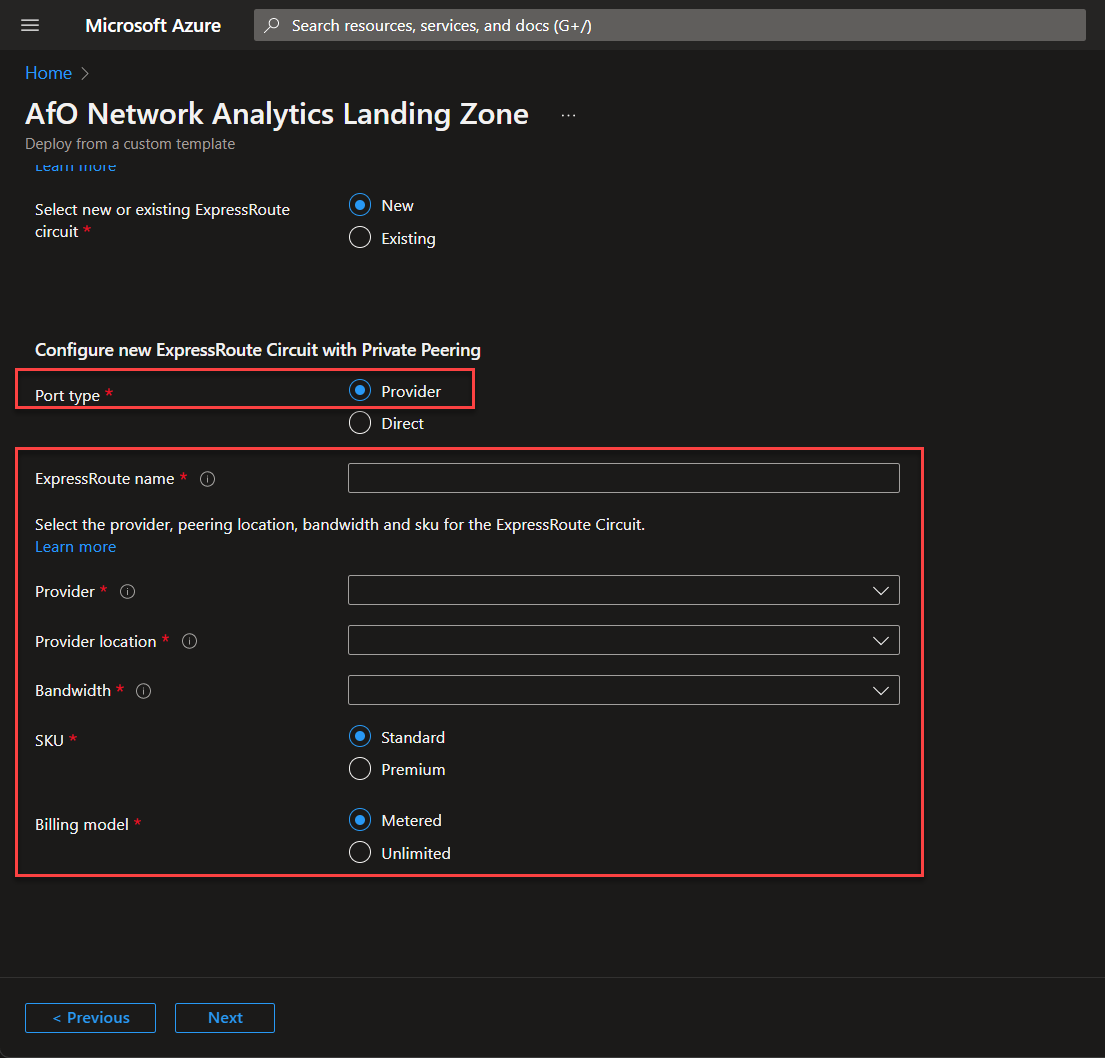 Microsoft Azure
Search resources, services, and docs (G+/)
Home
AfO Network Analytics Landing Zone
...
Deploy from a custom template
Learn more
Select new or existing ExpressRoute
circuit *
New
Existing
Configure new ExpressRoute Circuit with Private Peering
Port type *
Provider
Direct
ExpressRoute name *
Select the provider, peering location, bandwidth and sku for the ExpressRoute Circuit.
Learn more
Provider *
Provider location *
Bandwidth *
SKU *
Standard
Premium
Billing model *
Metered
Unlimited
< Previous
Next